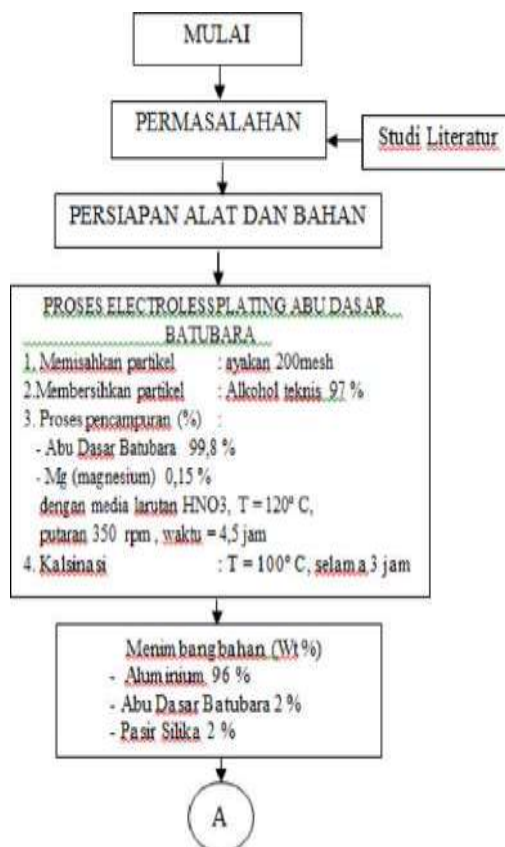 MULAI
PERMASALAHAN
Studi Literatur
PERSIAPAN ALAT DAN BAHAN
PROSES ELECTROLESSPLATING ABU DASAR
BATUBARA
1. Memisahkan partikel : ayakan 200mesh
2.Membersihkan partikel : Alkohol teknis 97 %
3. Proses pencampuran (%) :
- Abu Dasar Batubara 99,8 %
- Mg (magnesium) 0,15 %
dengan media larutan HNO3, T = 120° C,
putaran 350 rpm , waktu = 4,5 jam
4. Kalsinasi : T = 100° C, selama 3 jam
Menimbangbahan (Wt %)
- Aluminium 96 %
- Abu Dasar Batubara 2 %
- Pasir Silika 2 %
A